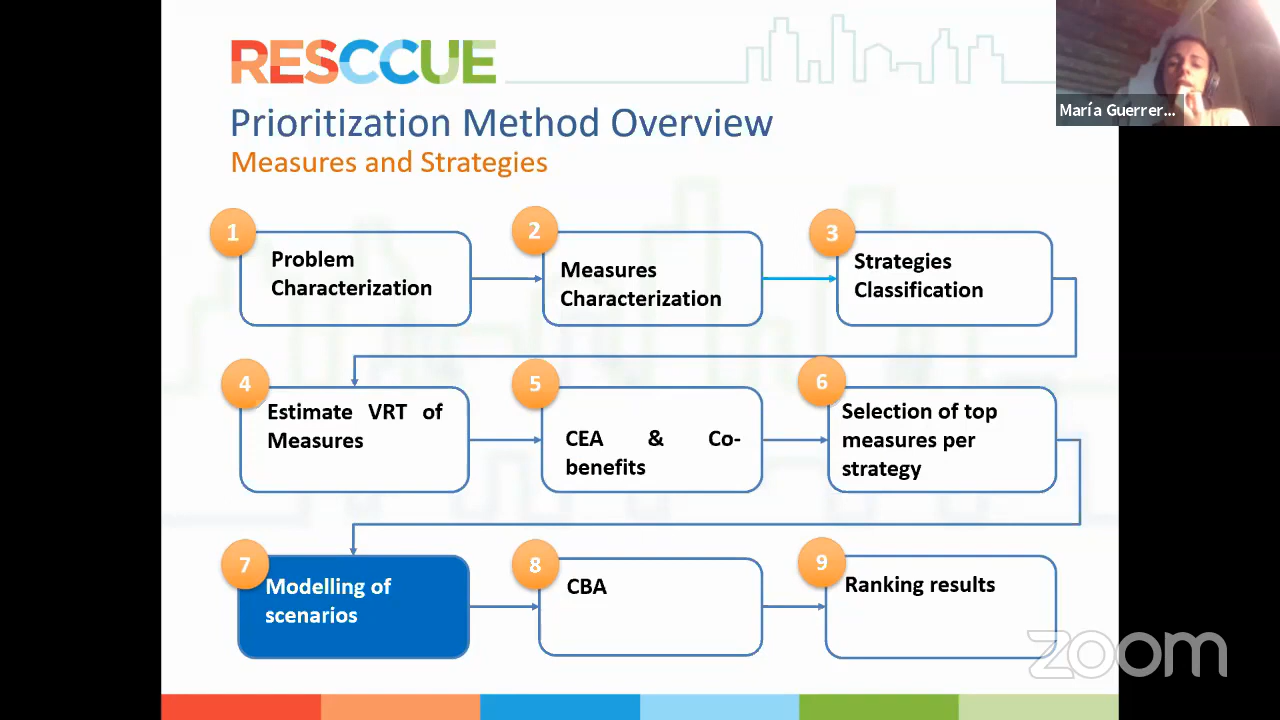 RESCCUE
María Guerrer...
Prioritization Method Overview
Measures and Strategies
1
Problem
Characterization
2
Measures
Characterization
3
Strategies
Classification
4
Estimate VRT of
Measures
5
CEA & Co-
benefits
6
Selection of top
measures per
strategy
7
Modelling of
scenarios
8
CBA
9
Ranking results
zoom